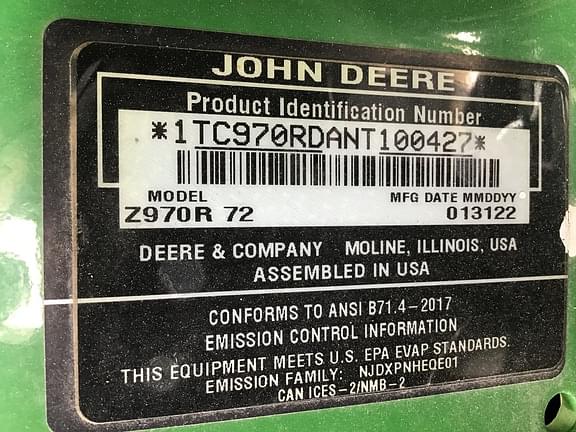 JOHN DEERE
Product Identification Number
*1TC970RDANT100427*
MODEL MFG DATE MMDDYY
Z970R 72 013122
DEERE & COMPANY MOLINE, ILLINOIS, USA
ASSEMBLED IN USA
CONFORMS TO ANSI B71.4-2017
EMISSION CONTROL INFORMATION
THIS EQUIPMENT MEETS U.S. EPA EVAP STANDARDS.
EMISSION FAMILY: NJDXPNHEQE01
CAN ICES-2/NMB-2